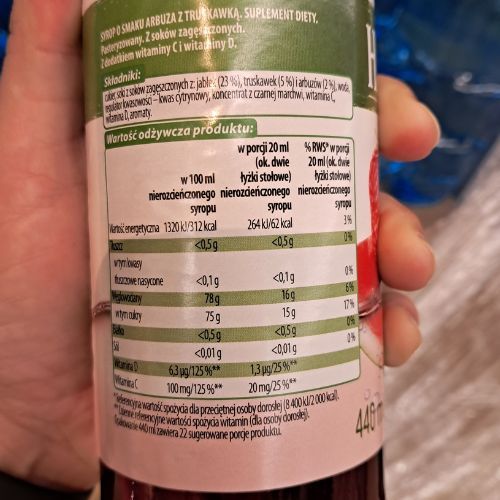 SYROP O SMAKU ARBUZA Z TRUSKAWKĄ. SUPLEMENT DIETY.
Pasteryzowany. Z soków zagęszczonych.
Z dodatkiem witaminy C i witaminy D.
Składniki:
cukier, soki z soków zagęszczonych z: jabłek (23 %), truskawek (5 %) i arbuzów (2 %), woda,
regulator kwasowości – kwas cytrynowy, koncentrat z czarnej marchwi, witamina C,
witamina D, aromaty.
Wartość odżywcza produktu:
w 100 ml nierozcieńczonego syropu
w porcji 20 ml (ok. dwie łyżki stołowe) nierozcieńczonego syropu
% RWS* w porcji 20 ml (ok. dwie łyżki stołowe) nierozcieńczonego syropu
Wartość energetyczna 1320 kJ/312 kcal 264 kJ/62 kcal 3 %
Tłuszcz <0,5 g <0,5 g 0 %
w tym kwasy
tłuszczowe nasycone <0,1 g <0,1 g 0 %
Węglowodany 78 g 16 g 6 %
w tym cukry 75 g 15 g 17 %
Białko <0,5 g <0,5 g 0 %
Sól <0,01 g <0,01 g 0 %
Witamina D 6,3 µg/125 %** 1,3 µg/25 %**
Witamina C 100 mg/125 %** 20 mg/25 %**
* Referencyjna wartość spożycia dla przeciętnej osoby dorosłej (8 400 kJ/2 000 kcal).
** Dzienne referencyjne wartości spożycia witamin (dla osoby dorosłej).
Opakowanie 440 ml zawiera 22 sugerowane porcje produktu.
H
440 m